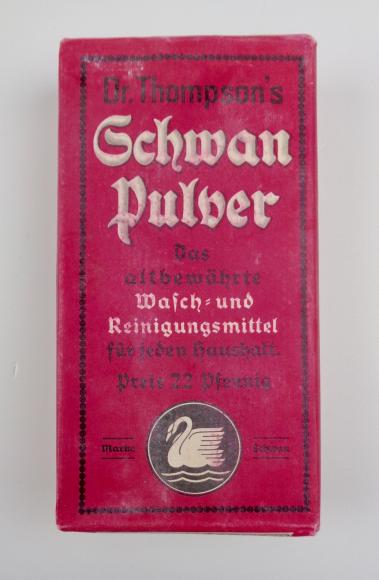 Dr. Thompson's
Schwan
Pulver
Das
altbewährte
Wasch- und
Reinigungsmittel
für jeden Haushalt.
Preis 22 Pfennig
Marke Schwan